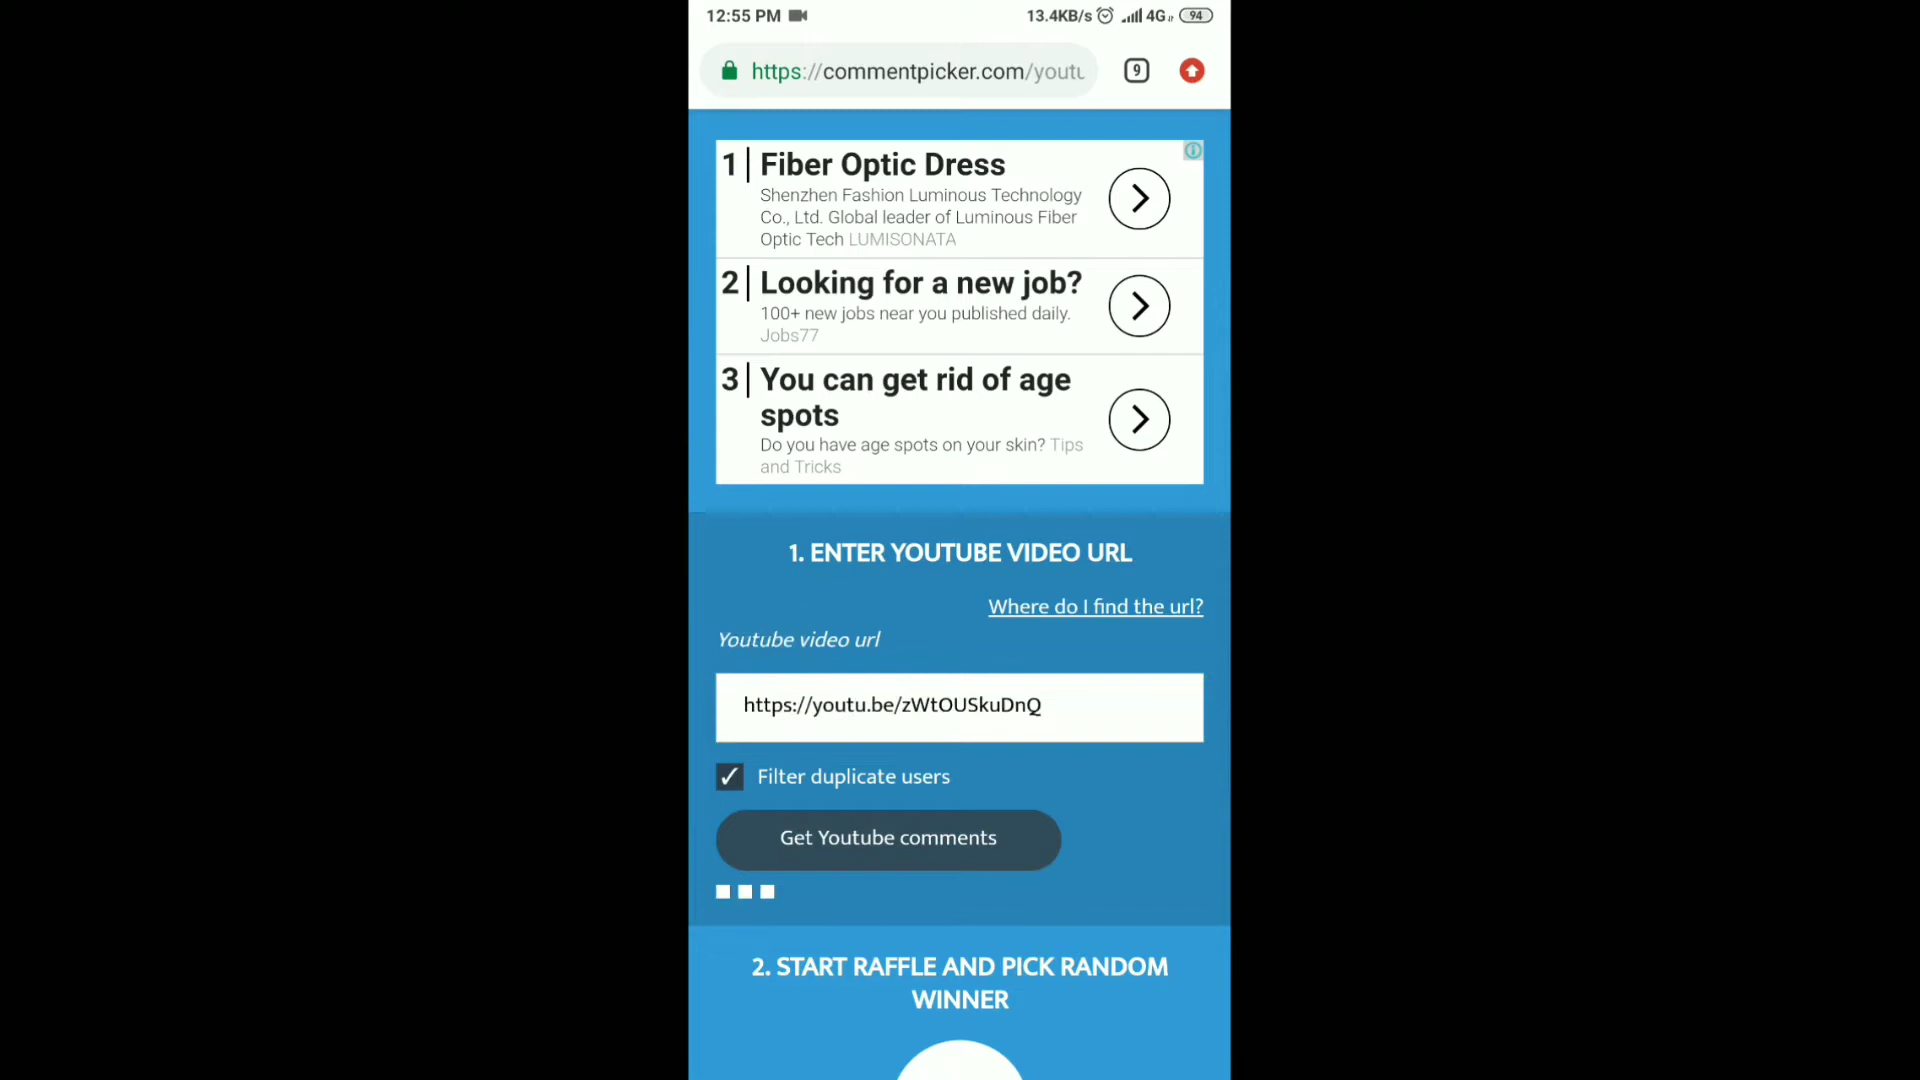 12:55 PM
13.4KB/s 4G 94
https://commentpicker.com/youtu
9
1 Fiber Optic Dress
Shenzhen Fashion Luminous Technology
Co., Ltd. Global leader of Luminous Fiber
Optic Tech LUMISONATA
2 Looking for a new job?
100+ new jobs near you published daily.
Jobs77
3 You can get rid of age
spots
Do you have age spots on your skin? Tips
and Tricks
1. ENTER YOUTUBE VIDEO URL
Where do I find the url?
Youtube video url
https://youtu.be/zWtOUSkuDnQ
Filter duplicate users
Get Youtube comments
2. START RAFFLE AND PICK RANDOM
WINNER